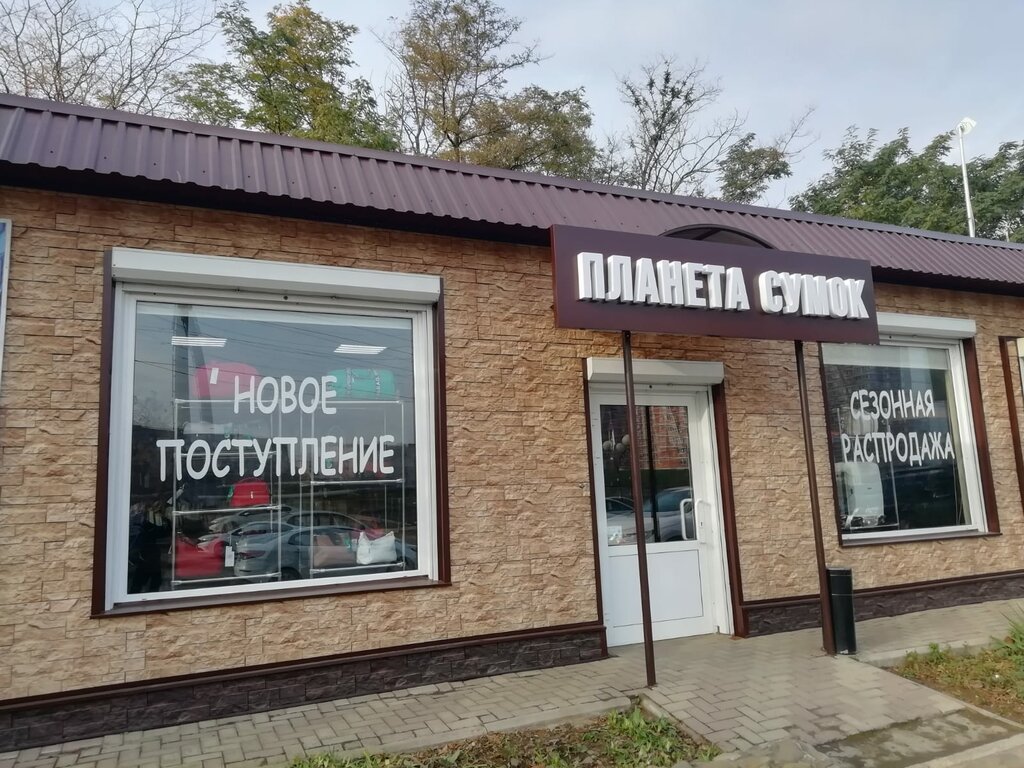 ПЛАНЕТА СУМОК
НОВОЕ
ПОСТУПЛЕНИЕ
СЕЗОННАЯ
РАСПРОДАЖА